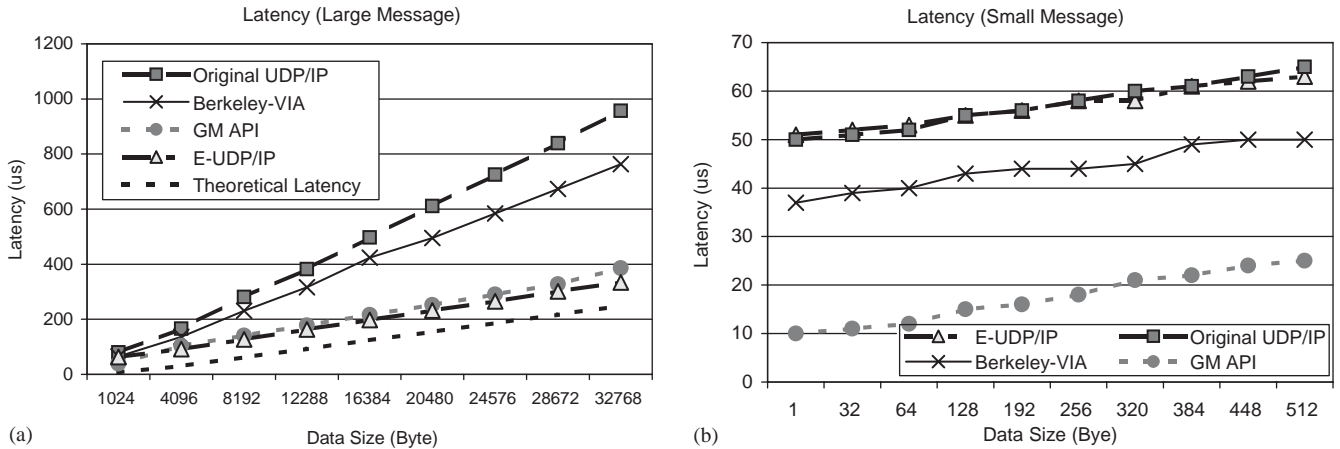 Latency (Large Message)
1200
1000
800
600
400
200
0
Latency (us)
Original UDP/IP
Berkeley-VIA
GM API
E-UDP/IP
Theoretical Latency
1024 4096 8192 12288 16384 20480 24576 28672 32768
(a)
Data Size (Byte)
Latency (Small Message)
70
60
50
40
30
20
10
0
Latency (us)
E-UDP/IP Original UDP/IP
Berkeley-VIA GM API
1 32 64 128 192 256 320 384 448 512
(b)
Data Size (Bye)